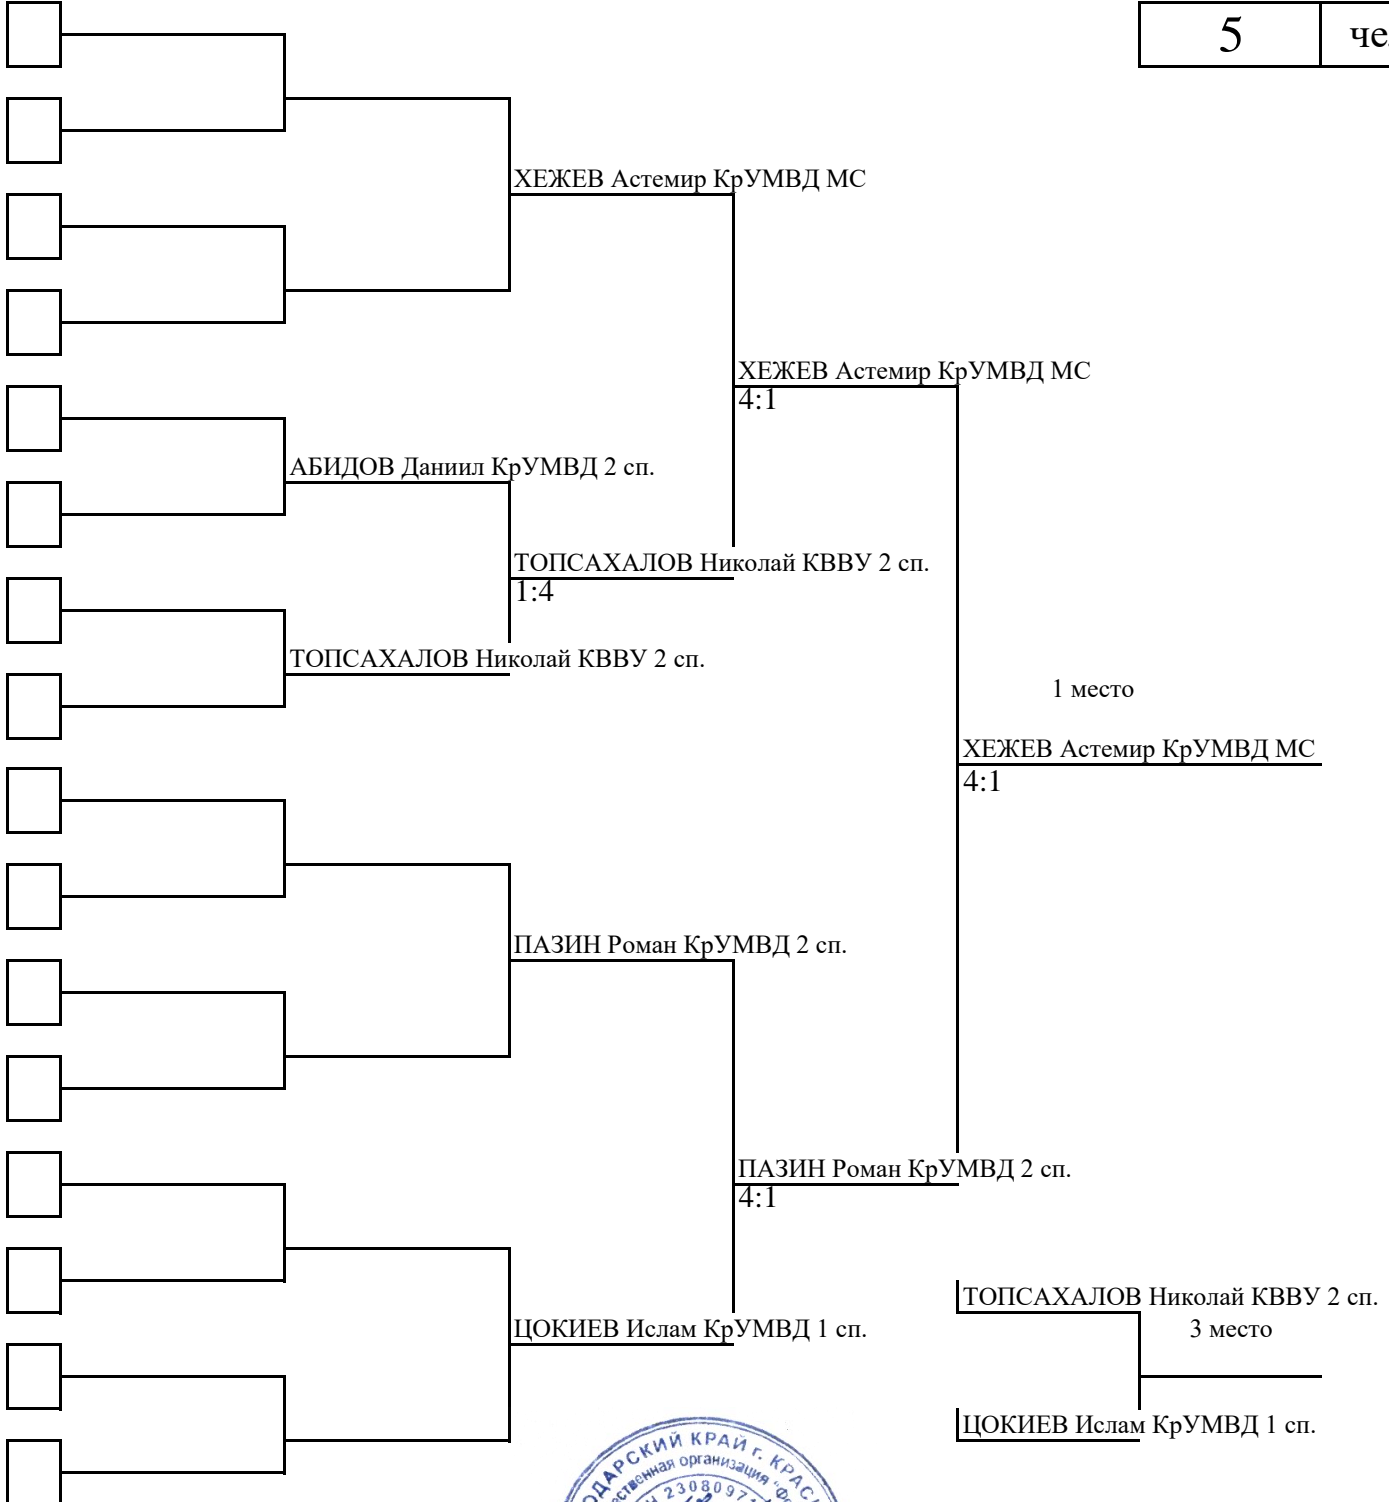 5
ХЕЖЕВ Астемир КрУМВД МС
ХЕЖЕВ Астемир КрУМВД МС
4:1
АБИДОВ Даниил КрУМВД 2 сп.
ТОПСАХАЛОВ Николай КВВУ 2 сп.
1:4
ТОПСАХАЛОВ Николай КВВУ 2 сп.
1 место
ХЕЖЕВ Астемир КрУМВД МС
4:1
ПАЗИН Роман КрУМВД 2 сп.
ПАЗИН Роман КрУМВД 2 сп.
4:1
ТОПСАХАЛОВ Николай КВВУ 2 сп.
ЦОКИЕВ Ислам КрУМВД 1 сп.
3 место
ЦОКИЕВ Ислам КрУМВД 1 сп.
КРАЙ г.
организация